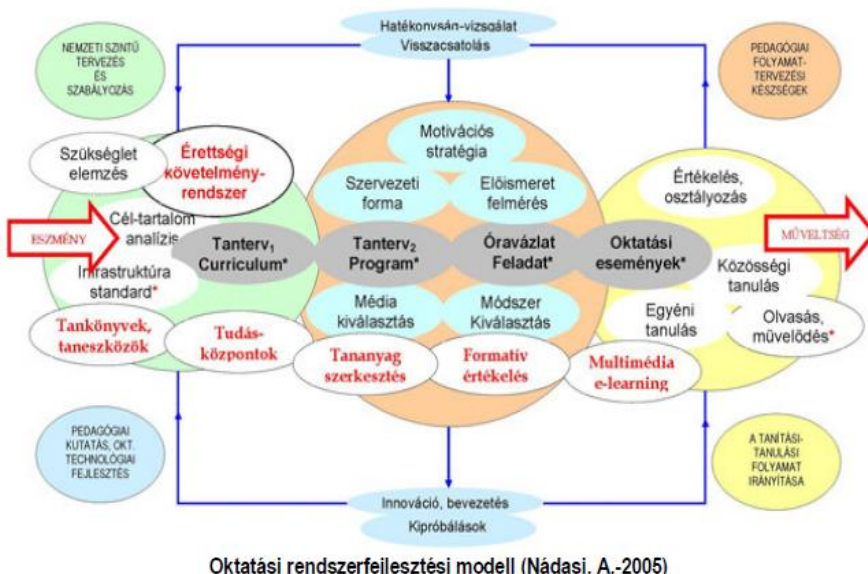 Hatékonyság-vizsgálat
Visszacsatolás
NEMZETI SZINTŰ
TERVEZÉS
ÉS
SZABÁLYOZÁS
PEDAGÓGIAI
FOLYAMAT-
TERVEZÉSI
KÉSZSÉGEK
Szükséglet
elemzés
Érettségi
követelmény-
rendszer
Motivációs
stratégia
Szervezeti
forma
Előismeret
felmérés
Értékelés,
osztályozás
ESZMÉNY
Cél-tartalom
analízis
Tanterv₁
Curriculum*
Tanterv₂
Program*
Óravázlat
Feladat*
Oktatási
események*
MŰVELTSÉG
Infrastruktúra
standard*
Média
kiválasztás
Módszer
Kiválasztás
Közösségi
tanulás
Egyéni
tanulás
Olvasás,
művelődés*
Tankönyvek,
taneszközök
Tudás-
központok
Tananyag
szerkesztés
Formatív
értékelés
Multimédia
e-learning
PEDAGÓGIAI
KUTATÁS, OKT.
TECHNOLÓGIAI
FEJLESZTÉS
A TANÍTÁSI-
TANULÁSI
FOLYAMAT
IRÁNYÍTÁSA
Innováció, bevezetés
Kipróbálások
Oktatási rendszerfejlesztési modell (Nádasi, A.-2005)